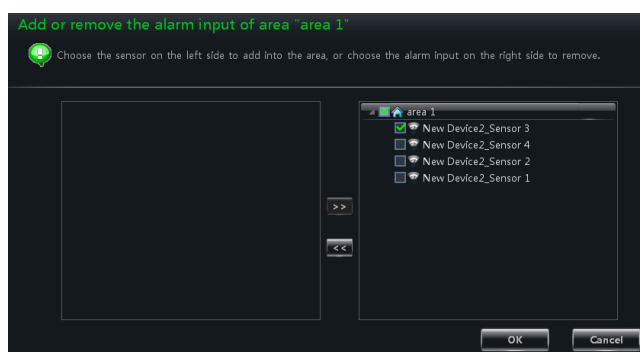 Add or remove the alarm input of area "area 1"
Choose the sensor on the left side to add into the area, or choose the alarm input on the right side to remove.
area 1
New Device2_Sensor 3
New Device2_Sensor 4
New Device2_Sensor 2
New Device2_Sensor 1
>>
<<
OK
Cancel